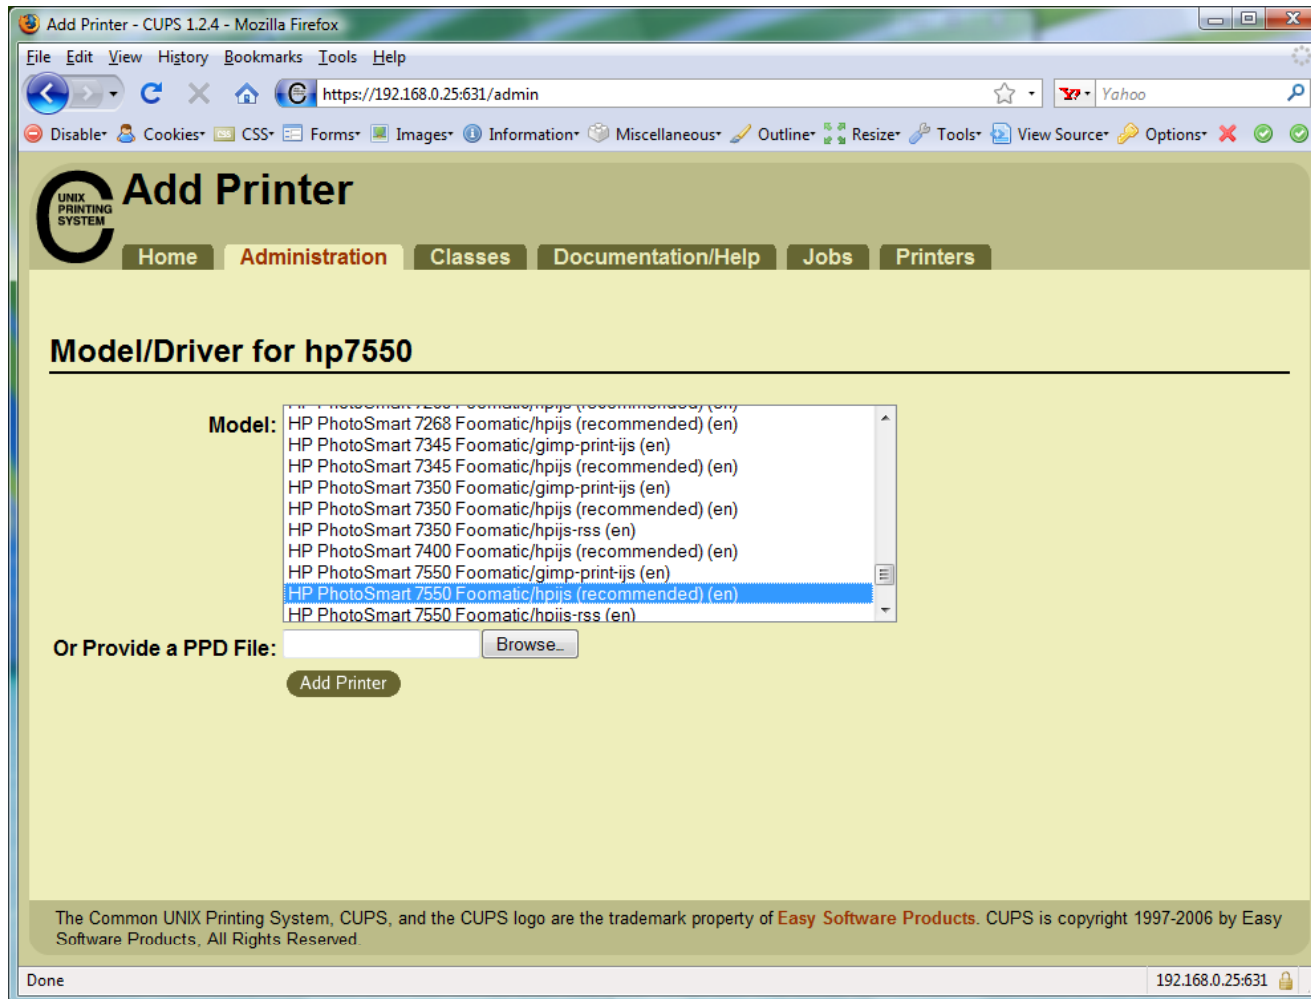 Add Printer - CUPS 1.2.4 - Mozilla Firefox
File Edit View History Bookmarks Tools Help
https://192.168.0.25:631/admin
Yahoo
Disable Cookies CSS Forms Images Information Miscellaneous Outline Resize Tools View Source Options
UNIX
PRINTING
SYSTEM
Add Printer
Home Administration Classes Documentation/Help Jobs Printers
Model/Driver for hp7550
Model:
HP PhotoSmart 7268 Foomatic/hpijs (recommended) (en)
HP PhotoSmart 7345 Foomatic/gimp-print-ijs (en)
HP PhotoSmart 7345 Foomatic/hpijs (recommended) (en)
HP PhotoSmart 7350 Foomatic/gimp-print-ijs (en)
HP PhotoSmart 7350 Foomatic/hpijs (recommended) (en)
HP PhotoSmart 7350 Foomatic/hpijs-rss (en)
HP PhotoSmart 7400 Foomatic/hpijs (recommended) (en)
HP PhotoSmart 7550 Foomatic/gimp-print-ijs (en)
HP PhotoSmart 7550 Foomatic/hpijs (recommended) (en)
HP PhotoSmart 7550 Foomatic/hpijs-rss (en)
Or Provide a PPD File: Browse...
Add Printer
The Common UNIX Printing System, CUPS, and the CUPS logo are the trademark property of Easy Software Products. CUPS is copyright 1997-2006 by Easy
Software Products, All Rights Reserved.
Done 192.168.0.25:631